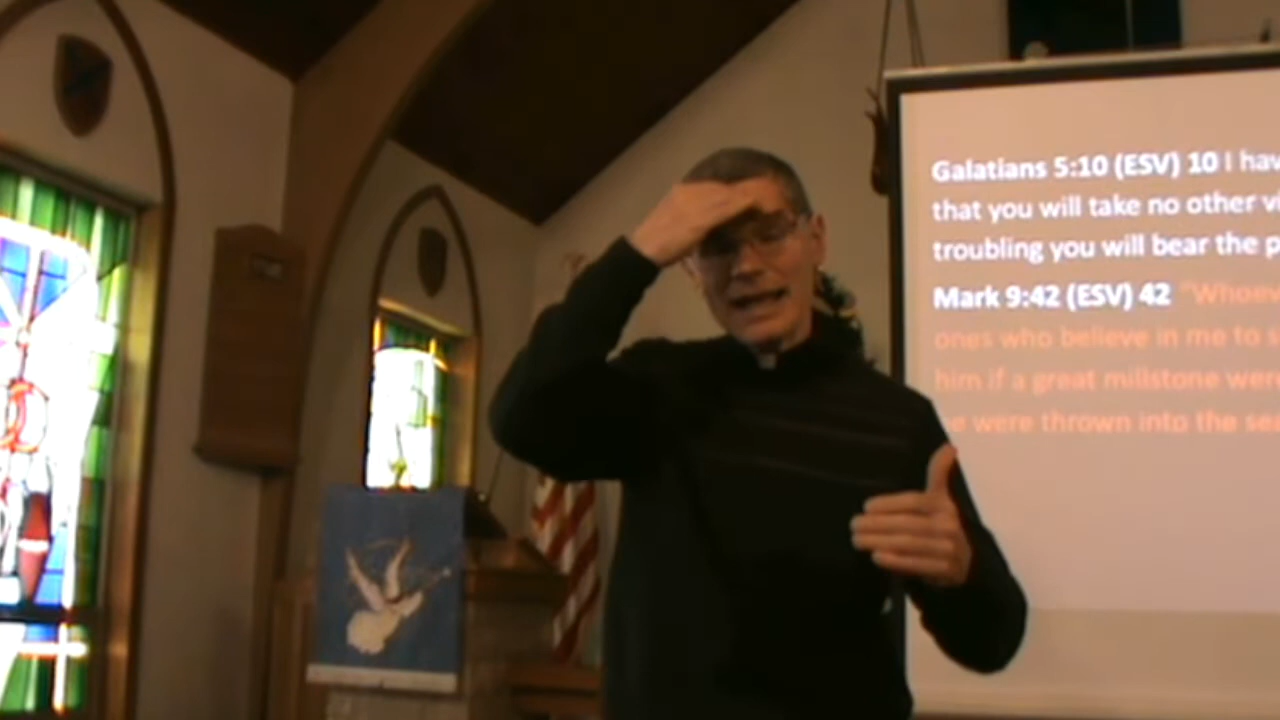 Galatians 5:10 (ESV) 10 I hav
that you will take no other vi
troubling you will bear the p
Mark 9:42 (ESV) 42 "Whoev
ones who believe in me to s
him if a great millstone wer
e were thrown into the sea